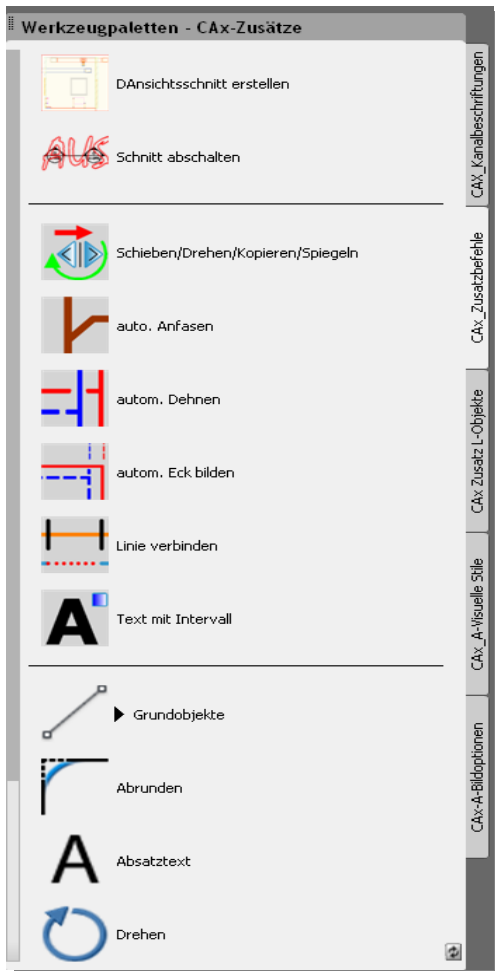 Werkzeugpaletten - CAx-Zusätze
DAnsichtsschnitt erstellen
AUS
Schnitt abschalten
Schieben/Drehen/Kopieren/Spiegeln
auto. Anfasen
autom. Dehnen
autom. Eck bilden
Linie verbinden
A
Text mit Intervall
Grundobjekte
Abrunden
A
Absatztext
Drehen
CAX_Kanalbeschriftungen
CAx_Zusatzbefehle
CAx Zusatz L-Objekte
CAx_A-Visuelle Stile
CAx-A-Bildoptionen